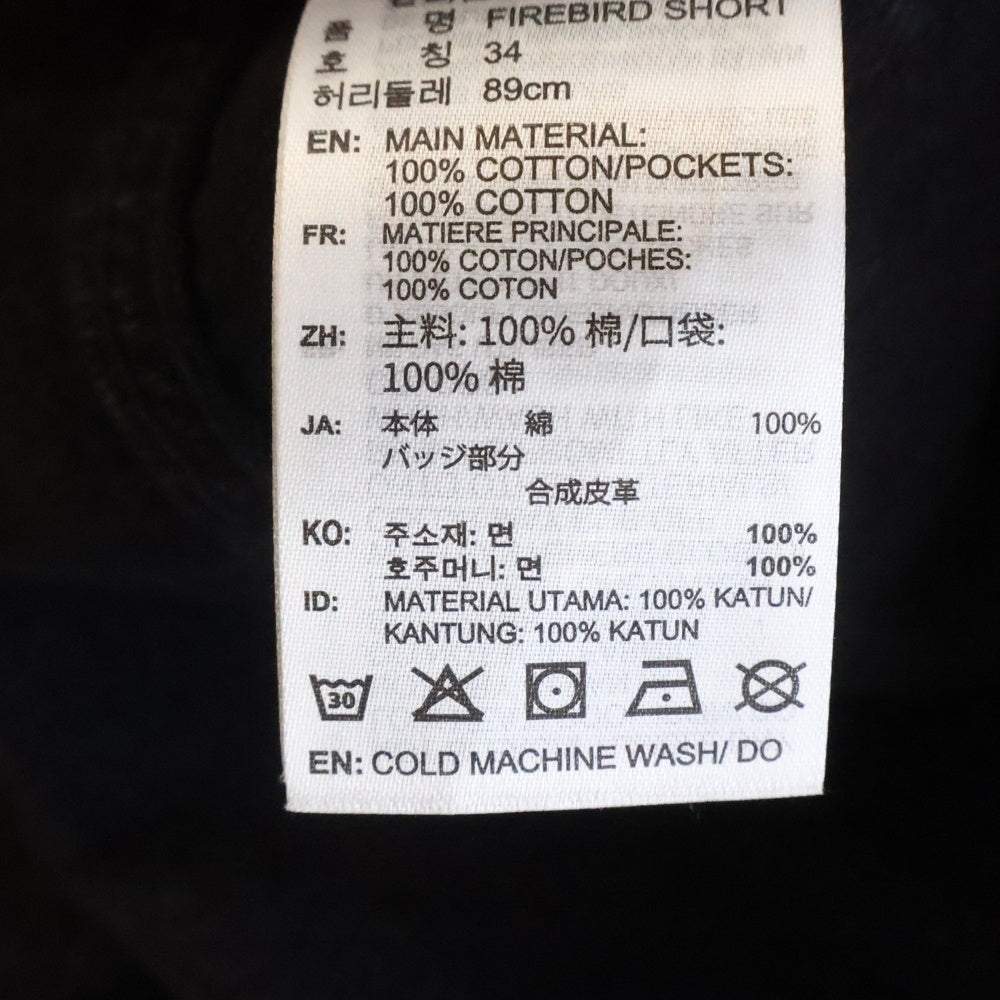 품 명 FIREBIRD SHORT
호 칭 34
허리둘레 89cm
EN: MAIN MATERIAL:
100% COTTON/POCKETS:
100% COTTON
FR: MATIERE PRINCIPALE:
100% COTON/POCHES:
100% COTON
ZH: 主料: 100% 棉/口袋:
100% 棉
JA: 本体 綿 100%
バッジ部分
合成皮革
KO: 주소재: 면 100%
호주머니: 면 100%
ID: MATERIAL UTAMA: 100% KATUN/
KANTUNG: 100% KATUN
30
EN: COLD MACHINE WASH/ DO